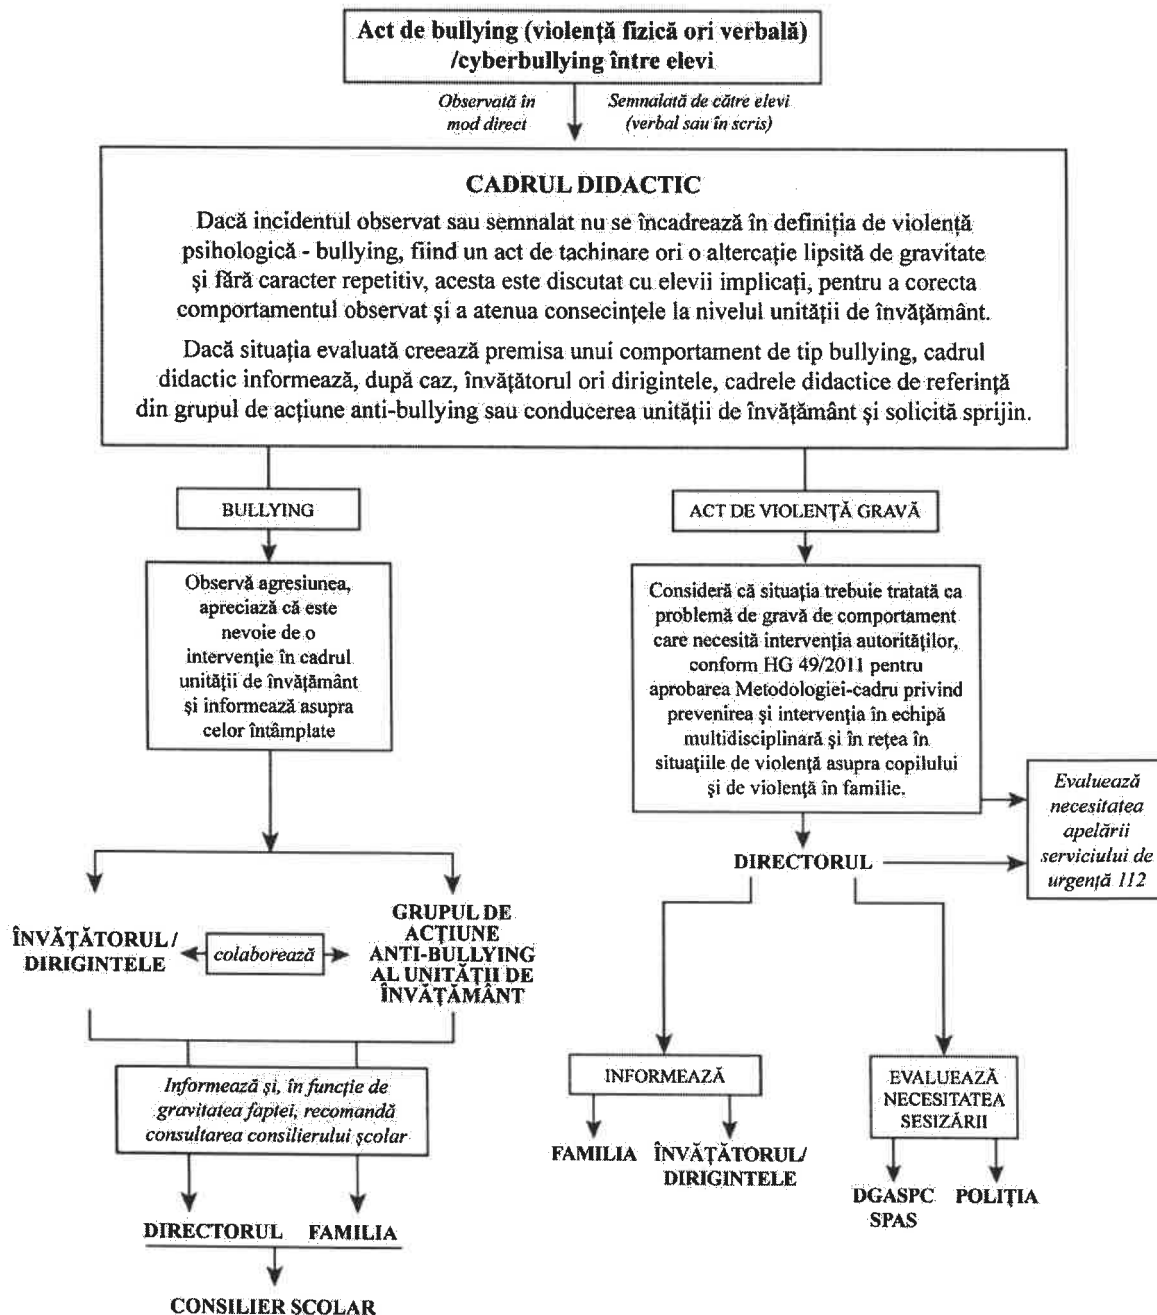 Act de bullying (violență fizică ori verbală)
/cyberbullying între elevi
Observată în
mod direct
Semnalată de către elevi
(verbal sau în scris)
CADRUL DIDACTIC
Dacă incidentul observat sau semnalat nu se încadrează în definiția de violență
psihologică - bullying, fiind un act de tachinare ori o altercație lipsită de gravitate
și fără caracter repetitiv, acesta este discutat cu elevii implicați, pentru a corecta
comportamentul observat și a atenua consecințele la nivelul unității de învățământ.
Dacă situația evaluată creează premisa unui comportament de tip bullying, cadrul
didactic informează, după caz, învățătorul ori dirigintele, cadrele didactice de referință
din grupul de acțiune anti-bullying sau conducerea unității de învățământ și solicită sprijin.
BULLYING
Observă agresiunea,
apreciază că este
nevoie de o
intervenție în cadrul
unității de învățământ
și informează asupra
celor întâmplate
ÎNVĂȚĂTORUL/
DIRIGINTELE
colaborează
GRUPUL DE
ACȚIUNE
ANTI-BULLYING
AL UNITĂȚII DE
ÎNVĂȚĂMÂNT
Informează și, în funcție de
gravitatea faptei, recomandă
consultarea consilierului școlar
DIRECTORUL
FAMILIA
CONSILIER SCOLAR
ACT DE VIOLENȚĂ GRAVĂ
Consideră că situația trebuie tratată ca
problemă de gravă de comportament
care necesită intervenția autorităților,
conform HG 49/2011 pentru
aprobarea Metodologiei-cadru privind
prevenirea și intervenția în echipă
multidisciplinară și în rețea în
situațiile de violență asupra copilului
și de violență în familie.
Evaluează
necesitatea
apelării
serviciului de
urgență 112
DIRECTORUL
INFORMEAZĂ
FAMILIA
ÎNVĂȚĂTORUL/
DIRIGINTELE
EVALUEAZĂ
NECESITATEA
SESIZĂRII
DGASPC
SPAS
POLIȚIA